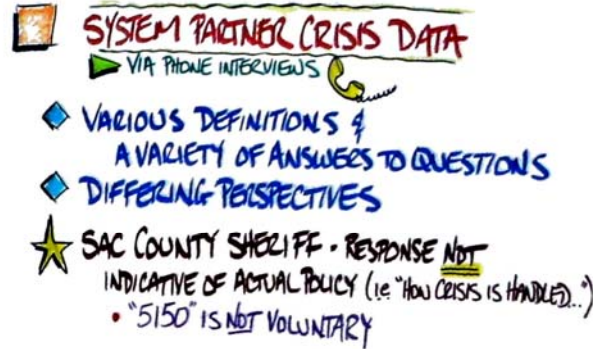 SYSTEM PARTNER CRISIS DATA
VIA PHONE INTERVIEWS
VARIOUS DEFINITIONS &
A VARIETY OF ANSWERS TO QUESTIONS
DIFFERING PERSPECTIVES
SAC COUNTY SHERIFF - RESPONSE NOT
INDICATIVE OF ACTUAL POLICY (i.e. "HOW CRISIS IS HANDLED...")
• "5150" IS NOT VOLUNTARY